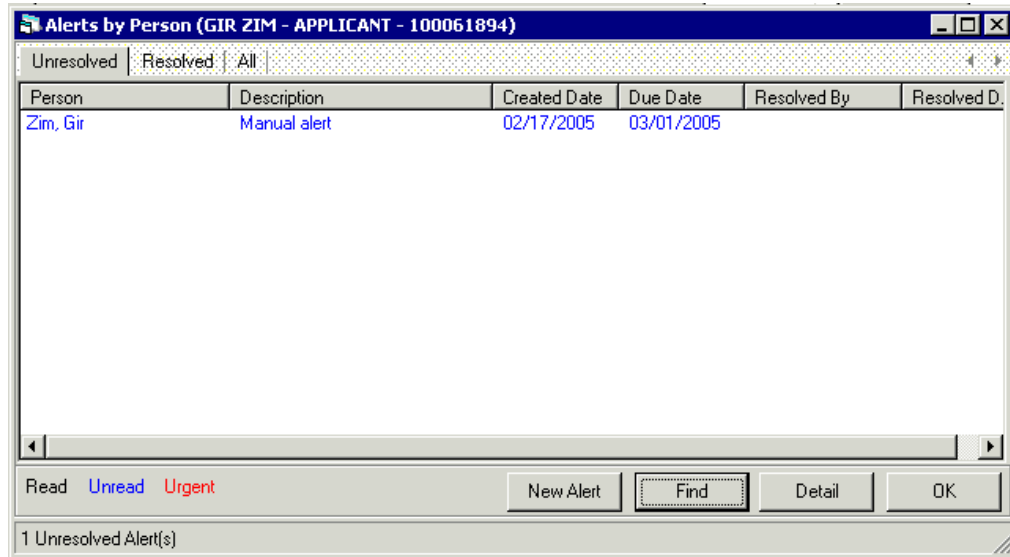 Alerts by Person (GIR ZIM - APPLICANT - 100061894)
Unresolved Resolved All
Person Description Created Date Due Date Resolved By Resolved D.
Zim, Gir Manual alert 02/17/2005 03/01/2005
Read Unread Urgent New Alert Find Detail OK
1 Unresolved Alert(s)